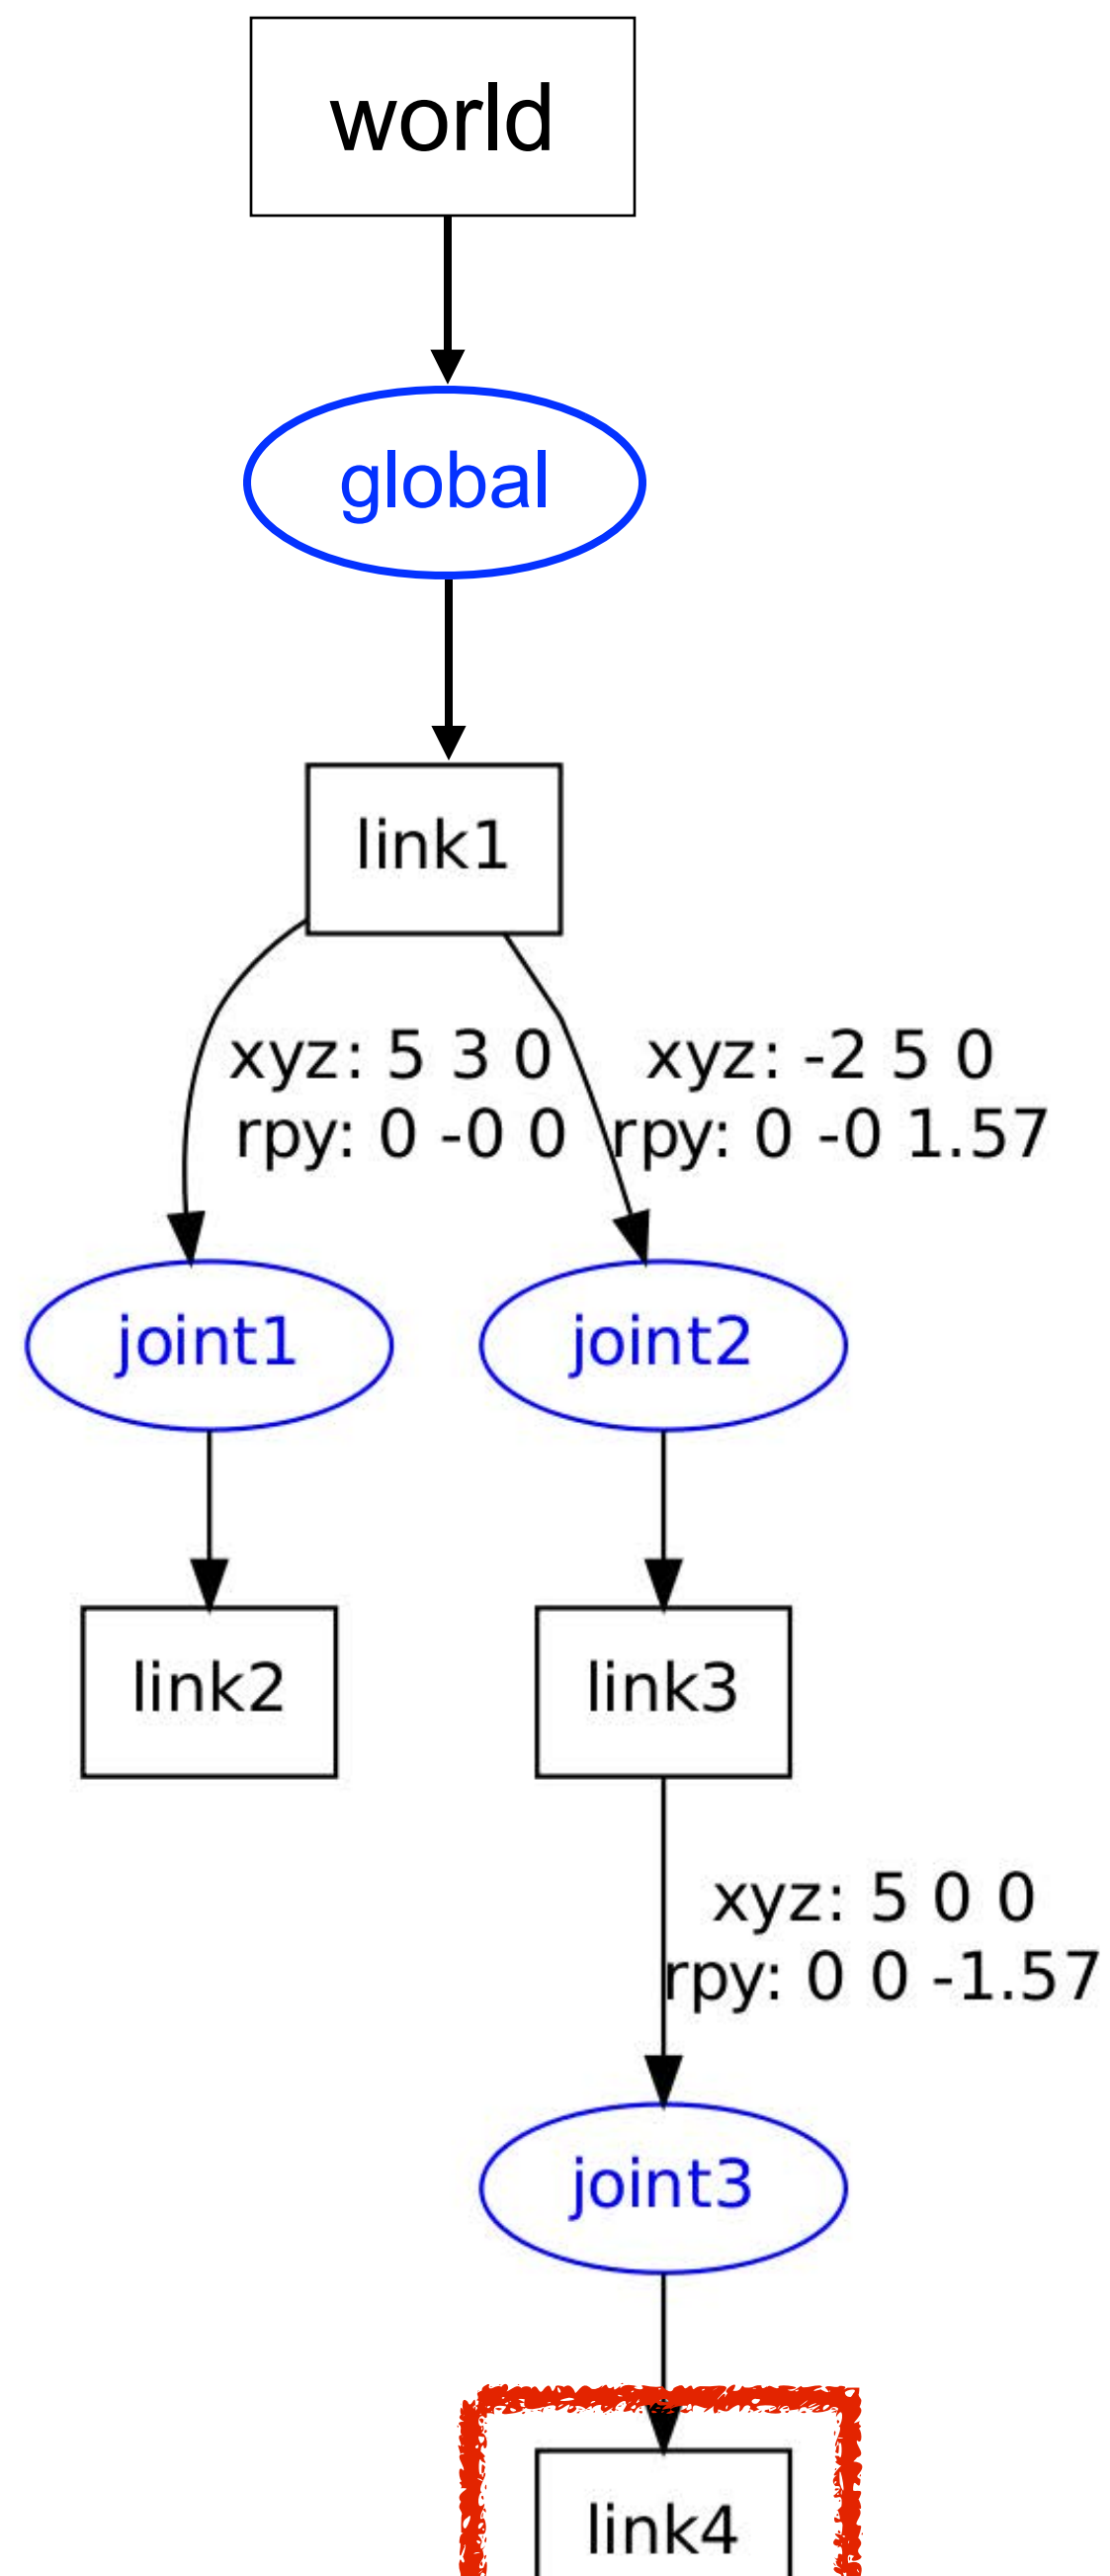 world
global
link1
xyz: 5 3 0
rpy: 0 -0 0
xyz: -2 5 0
rpy: 0 -0 1.57
joint1
joint2
link2
link3
xyz: 5 0 0
rpy: 0 0 -1.57
joint3
link4